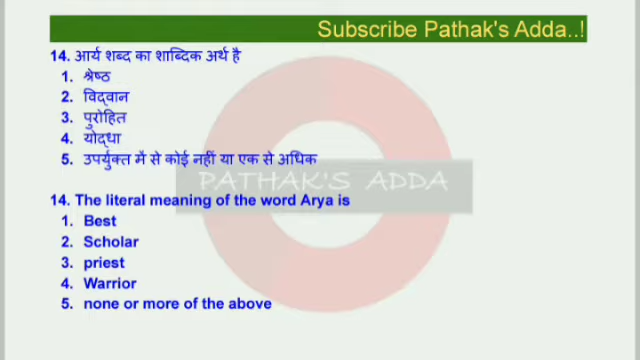 Subscribe Pathak's Adda..!
14. आर्य शब्द का शाब्दिक अर्थ है
1. श्रेष्ठ
2. विद्वान
3. पुरोहित
4. योद्धा
5. उपर्युक्त में से कोई नहीं या एक से अधिक
PATHAK'S ADDA
14. The literal meaning of the word Arya is
1. Best
2. Scholar
3. priest
4. Warrior
5. none or more of the above